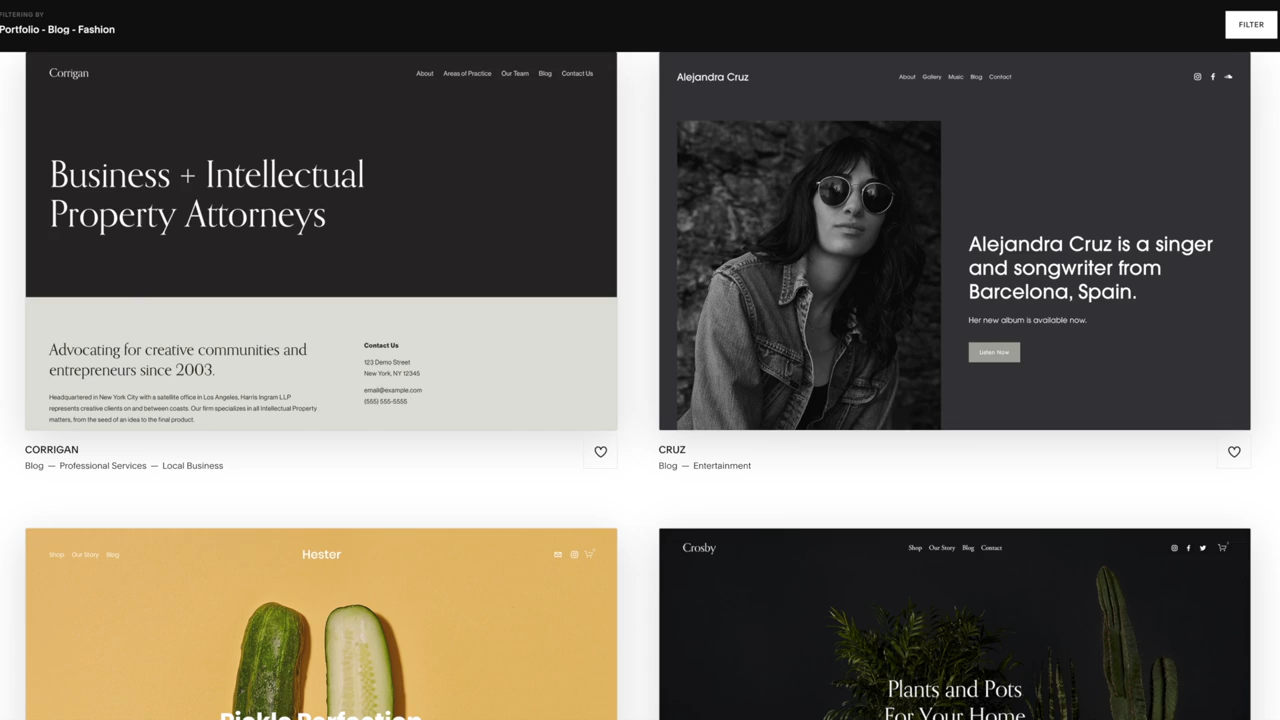 FILTERING BY
Portfolio - Blog - Fashion
FILTER
Corrigan
About Areas of Practice Our Team Blog Contact Us
Business + Intellectual
Property Attorneys
Advocating for creative communities and
entrepreneurs since 2003.
Headquartered in New York City with a satellite office in Los Angeles, Harris Ingram LLP
represents creative clients on and between coasts. Our firm specializes in all Intellectual Property
matters, from the seed of an idea to the final product.
Contact Us
123 Demo Street
New York, NY 12345
email@example.com
(555) 555-5555
CORRIGAN
Blog — Professional Services — Local Business
Alejandra Cruz
About Gallery Music Blog Contact
Alejandra Cruz is a singer
and songwriter from
Barcelona, Spain.
Her new album is available now.
Listen Now
CRUZ
Blog — Entertainment
Shop Our Story Blog
Hester
Pickle Perfection
Crosby
Shop Our Story Blog Contact
Plants and Pots
For Your Home